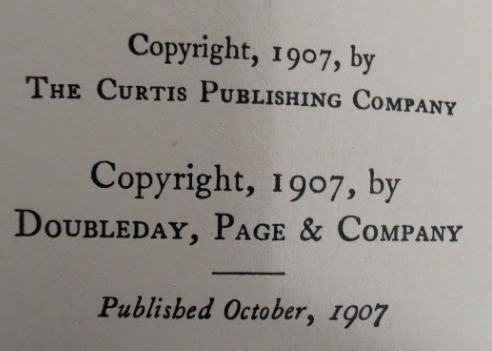 Copyright, 1907, by
THE CURTIS PUBLISHING COMPANY
Copyright, 1907, by
DOUBLEDAY, PAGE & COMPANY
Published October, 1907